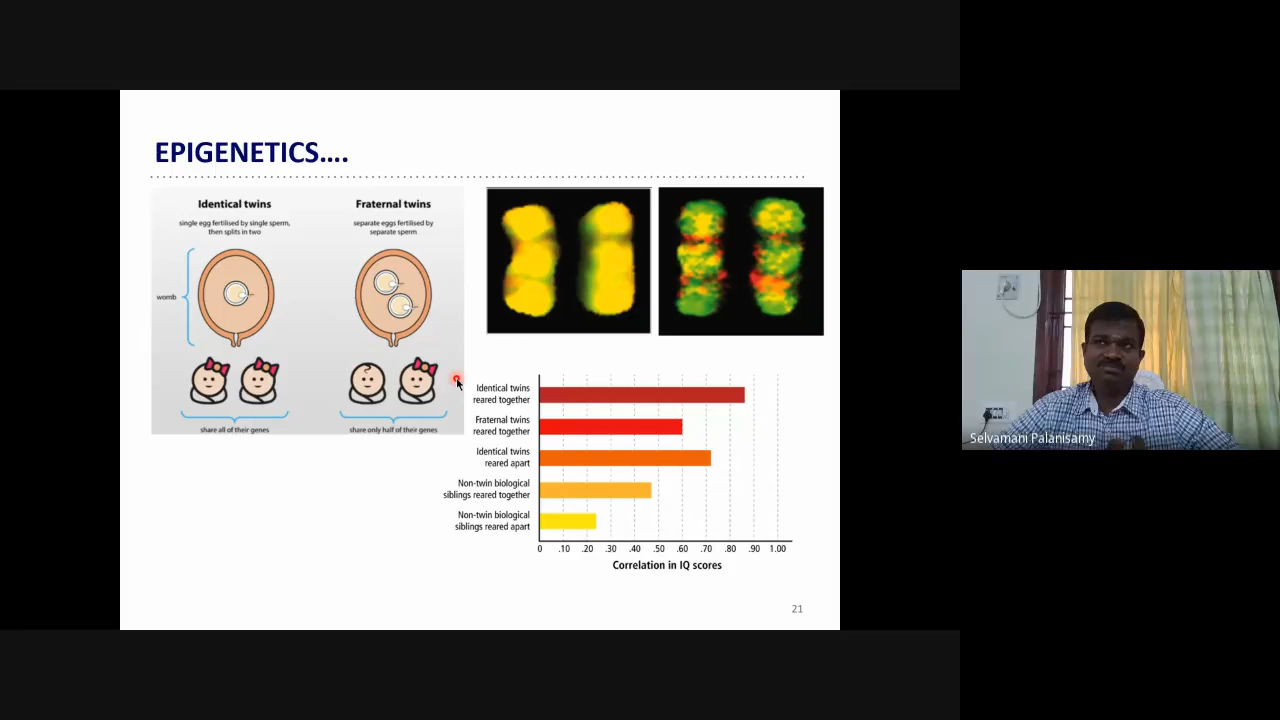 EPIGENETICS....
Identical twins
single egg fertilised by single sperm,
then splits in two
Fraternal twins
separate eggs fertilised by
separate sperm
womb
share all of their genes
share only half of their genes
Identical twins
reared together
Fraternal twins
reared together
Identical twins
reared apart
Non-twin biological
siblings reared together
Non-twin biological
siblings reared apart
0 .10 .20 .30 .40 .50 .60 .70 .80 .90 1.00
Correlation in IQ scores
21
Selvamani Palanisamy